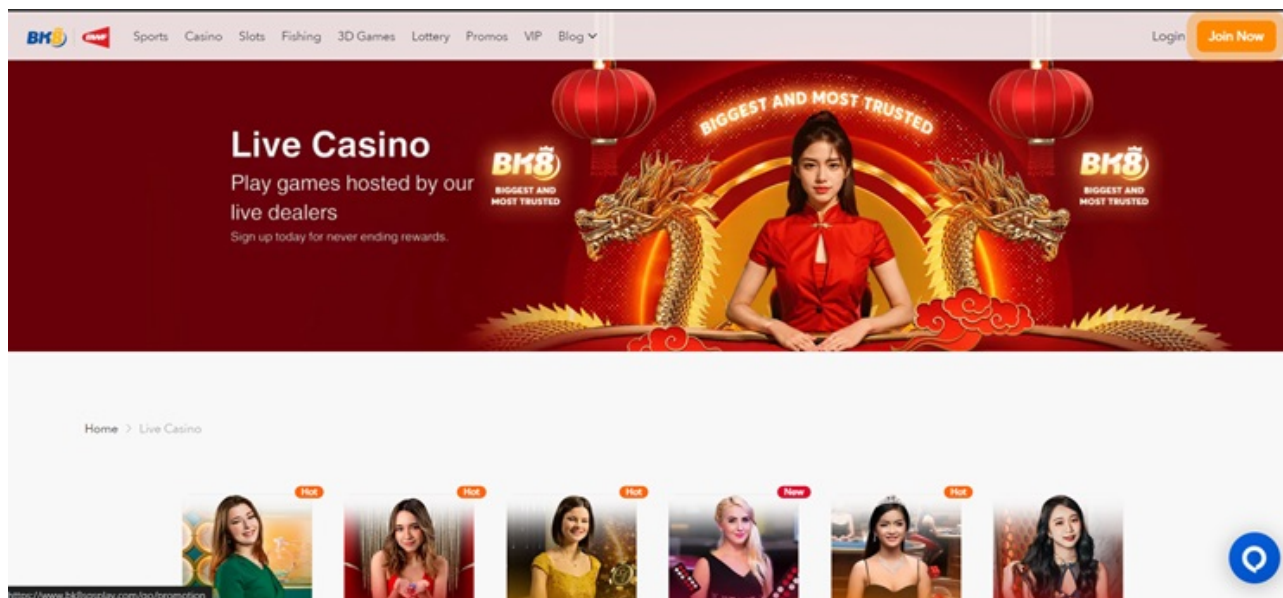 BK8
Sports Casino Slots Fishing 3D Games Lottery Promos VIP Blog
Login Join Now
BIGGEST AND MOST TRUSTED
Live Casino
Play games hosted by our
live dealers
Sign up today for never ending rewards.
BK8
BIGGEST AND
MOST TRUSTED
BK8
BIGGEST AND
MOST TRUSTED
Home > Live Casino
Hot Hot Hot New Hot